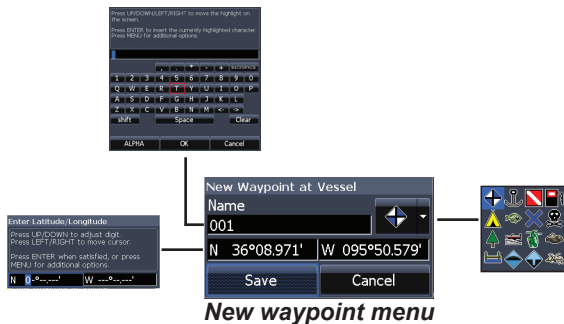 Press UP/DOWN/LEFT/RIGHT to move the highlight on
the screen.
Press ENTER to insert the currently highlighted character
Press MENU for additional options.
, . * - + BACKSPACE
1 2 3 4 5 6 7 8 9 0
Q W E R T Y U I O P
A S D F G H J K L
Z X C V B N M <- ->
shift Space Clear
ALPHA OK Cancel
New Waypoint at Vessel
Name
001
N 36°08.971' W 095°50.579'
Save Cancel
Enter Latitude/Longitude
Press UP/DOWN to adjust digit.
Press LEFT/RIGHT to move cursor.
Press ENTER when satisfied, or press
MENU for additional options.
N 0-°--.---' W ---°--.---'
New waypoint menu